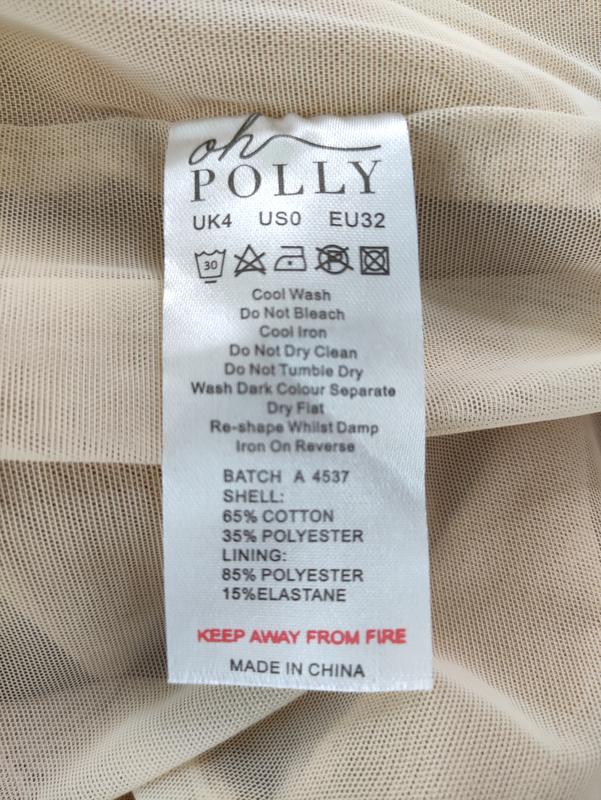 oh
POLLY
UK4 US0 EU32
30
Cool Wash
Do Not Bleach
Cool Iron
Do Not Dry Clean
Do Not Tumble Dry
Wash Dark Colour Separate
Dry Flat
Re-shape Whilst Damp
Iron On Reverse
BATCH A 4537
SHELL:
65% COTTON
35% POLYESTER
LINING:
85% POLYESTER
15%ELASTANE
KEEP AWAY FROM FIRE
MADE IN CHINA